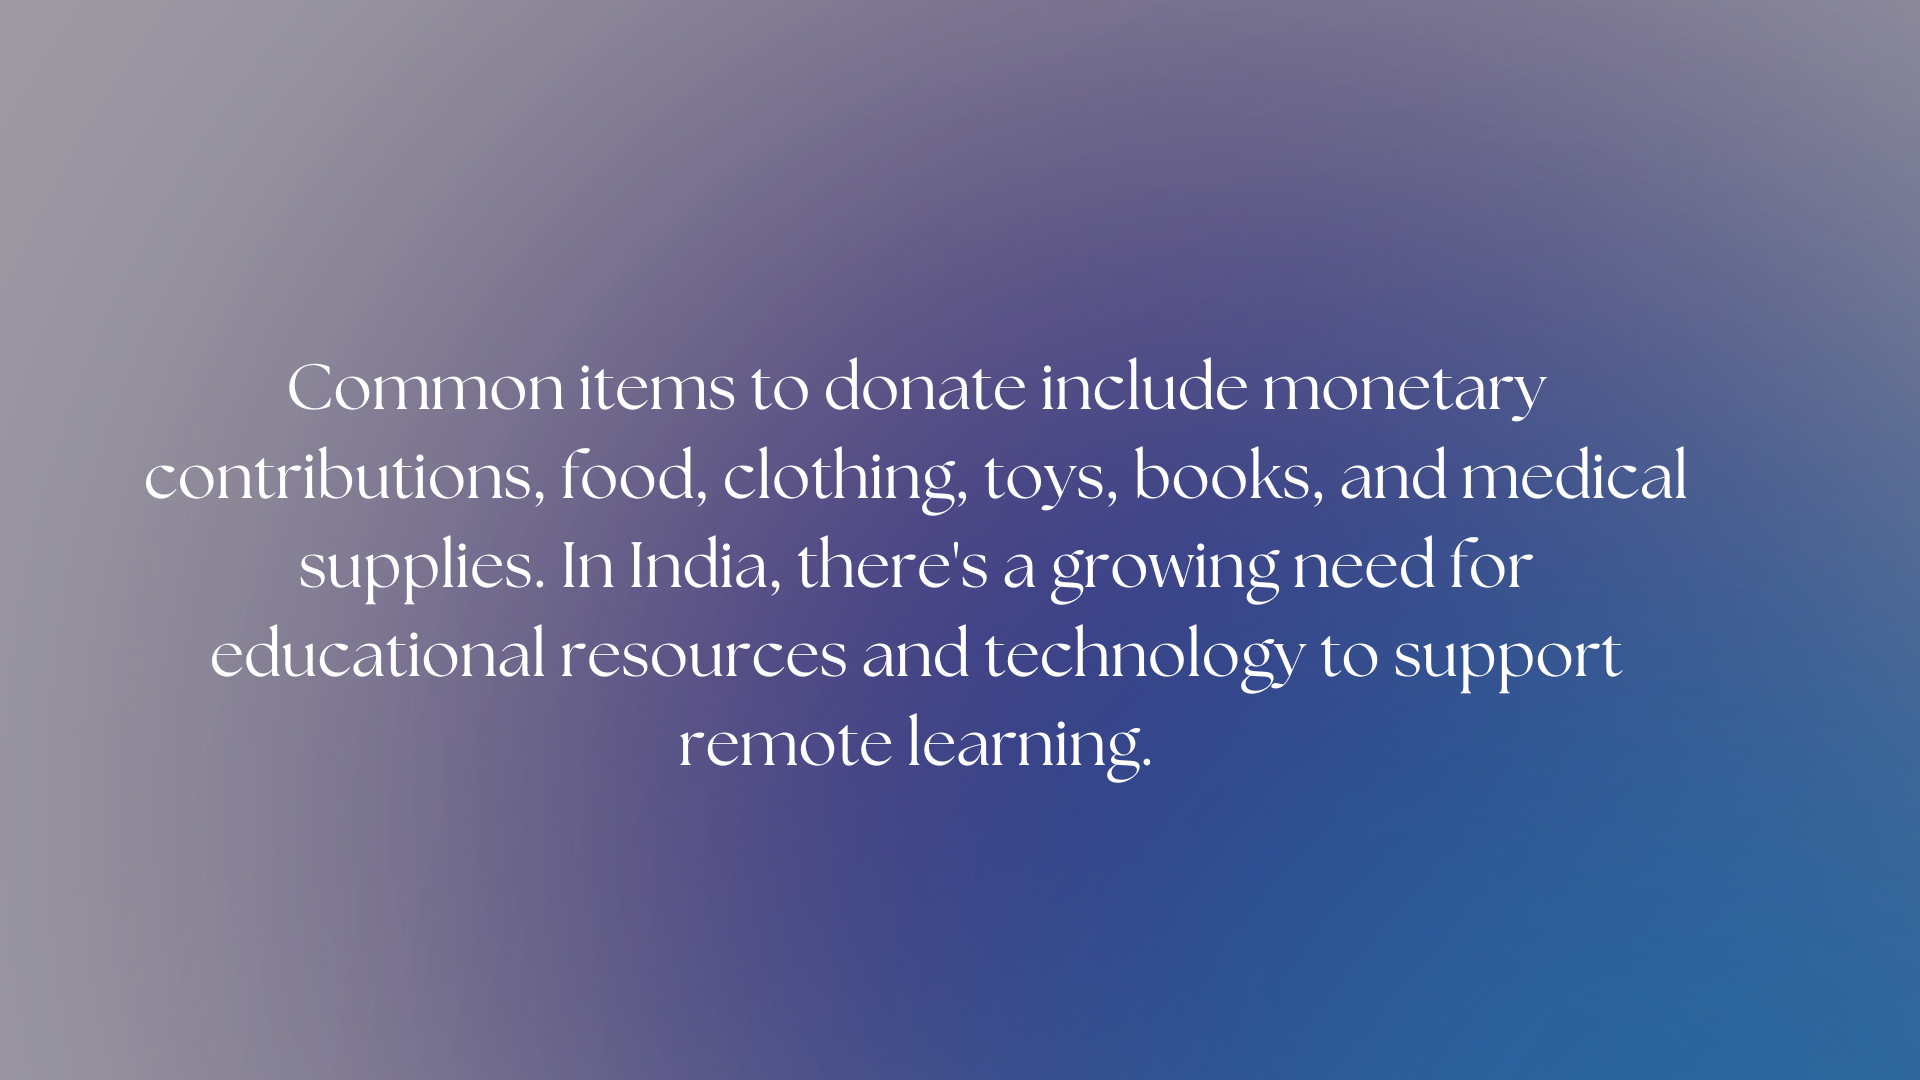 Common items to donate include monetary
contributions, food, clothing, toys, books, and medical
supplies. In India, there's a growing need for
educational resources and technology to support
remote learning.